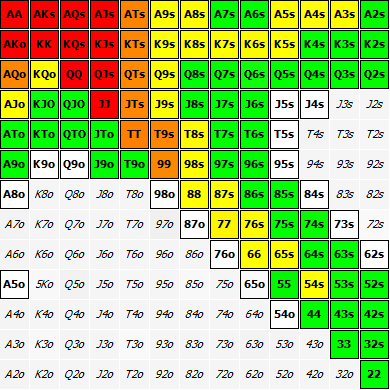 AA AKs AQs AJs ATs A9s A8s A7s A6s A5s A4s A3s A2s
AKo KK KQs KJs KTs K9s K8s K7s K6s K5s K4s K3s K2s
AQo KQo QQ QJs QTs Q9s Q8s Q7s Q6s Q5s Q4s Q3s Q2s
AJo KJO QJO JJ JTs J9s J8s J7s J6s J5s J4s J3s J2s
ATo KTo QTO JTo TT T9s T8s T7s T6s T5s T4s T3s T2s
A9o K9o Q9o J9o T9o 99 98s 97s 96s 95s 94s 93s 92s
A8o K8o Q8o J8o T8o 98o 88 87s 86s 85s 84s 83s 82s
A7o K7o Q7o J7o T7o 97o 87o 77 76s 75s 74s 73s 72s
A6o K6o Q6o J6o T6o 96o 86o 76o 66 65s 64s 63s 62s
A5o 5Ko Q5o J5o T5o 95o 85o 75o 65o 55 54s 53s 52s
A4o K4o Q4o J4o T4o 94o 84o 74o 64o 54o 44 43s 42s
A3o K3o Q3o J3o T3o 93o 83o 73o 63o 53o 43o 33 32s
A2o K2o Q2o J2o T2o 92o 82o 72o 62o 52o 42o 32o 22